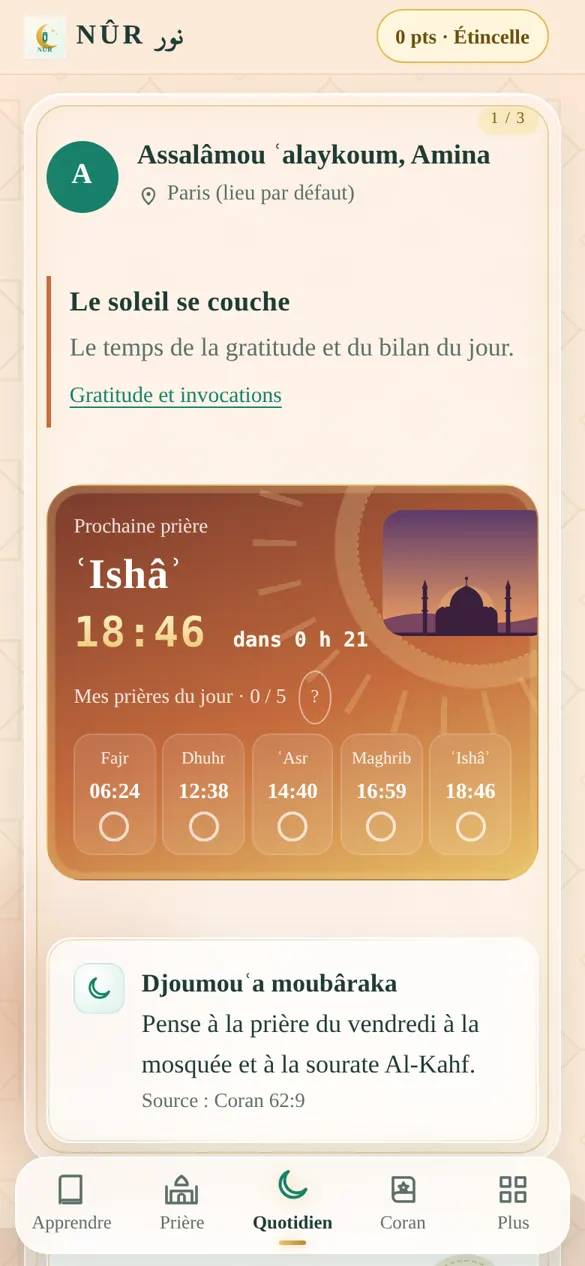 NÛR نور
0 pts · Étincelle
1 / 3
A
Assalâmou ʿalaykoum, Amina
Paris (lieu par défaut)
Le soleil se couche
Le temps de la gratitude et du bilan du jour.
Gratitude et invocations
Prochaine prière
ʿIshâʾ
18:46 dans 0 h 21
Mes prières du jour · 0 / 5 ?
Fajr Dhuhr ʿAsr Maghrib ʿIshâʾ
06:24 12:38 14:40 16:59 18:46
Djoumouʿa moubâraka
Pense à la prière du vendredi à la
mosquée et à la sourate Al-Kahf.
Source : Coran 62:9
Apprendre Prière Quotidien Coran Plus